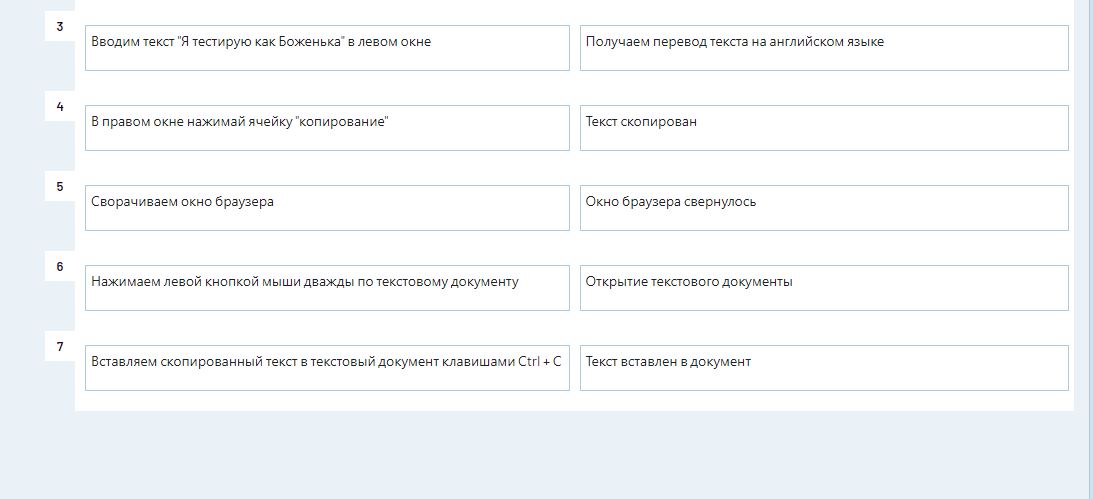 3
Вводим текст "Я тестирую как Боженька" в левом окне
Получаем перевод текста на английском языке
4
В правом окне нажимай ячейку "копирование"
Текст скопирован
5
Сворачиваем окно браузера
Окно браузера свернулось
6
Нажимаем левой кнопкой мыши дважды по текстовому документу
Открытие текстового документы
7
Вставляем скопированный текст в текстовый документ клавишами Ctrl + C
Текст вставлен в документ